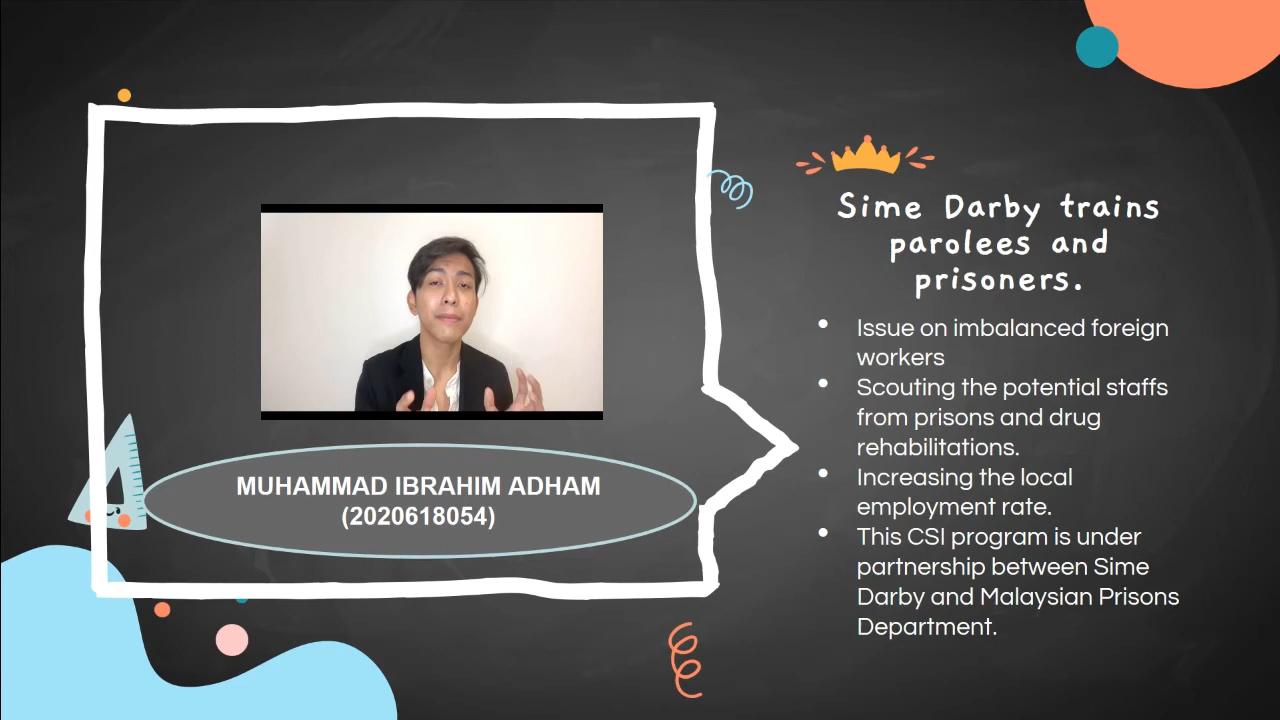 MUHAMMAD IBRAHIM ADHAM
(2020618054)
Sime Darby trains
parolees and
prisoners.
• Issue on imbalanced foreign
workers
• Scouting the potential staffs
from prisons and drug
rehabilitations.
• Increasing the local
employment rate.
• This CSI program is under
partnership between Sime
Darby and Malaysian Prisons
Department.